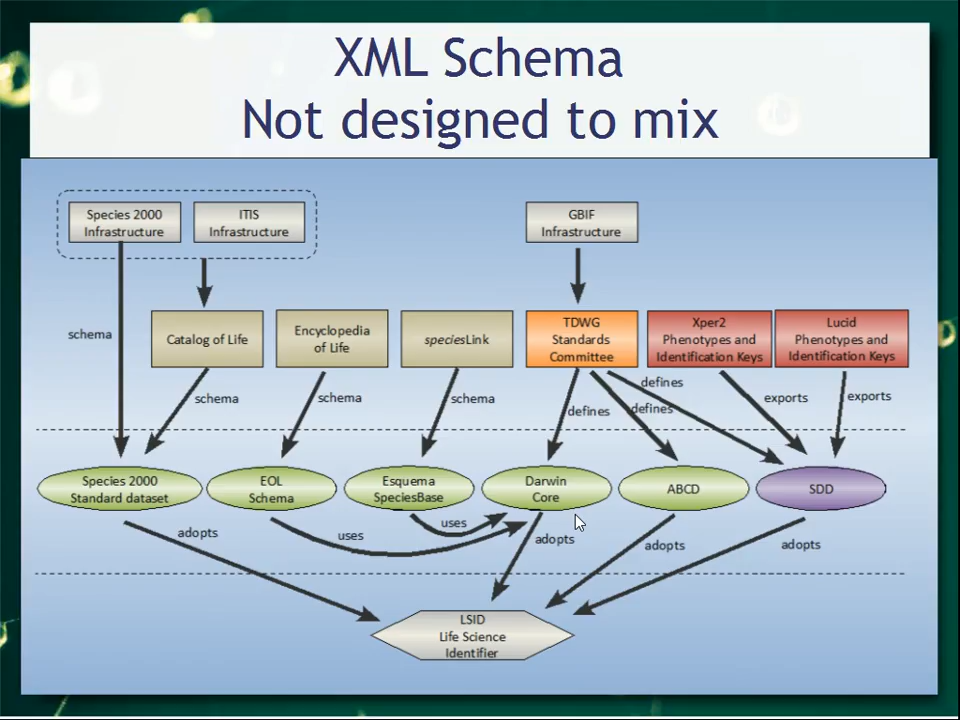 XML Schema
Not designed to mix
Species 2000
Infrastructure
ITIS
Infrastructure
GBIF
Infrastructure
schema
Catalog of Life
Encyclopedia
of Life
speciesLink
TDWG
Standards
Committee
Xper2
Phenotypes and
Identification Keys
Lucid
Phenotypes and
Identification Keys
schema
schema
schema
defines
defines
defines
exports
exports
Species 2000
Standard dataset
EOL
Schema
Esquema
SpeciesBase
Darwin
Core
ABCD
SDD
adopts
uses
uses
adopts
adopts
adopts
LSID
Life Science
Identifier